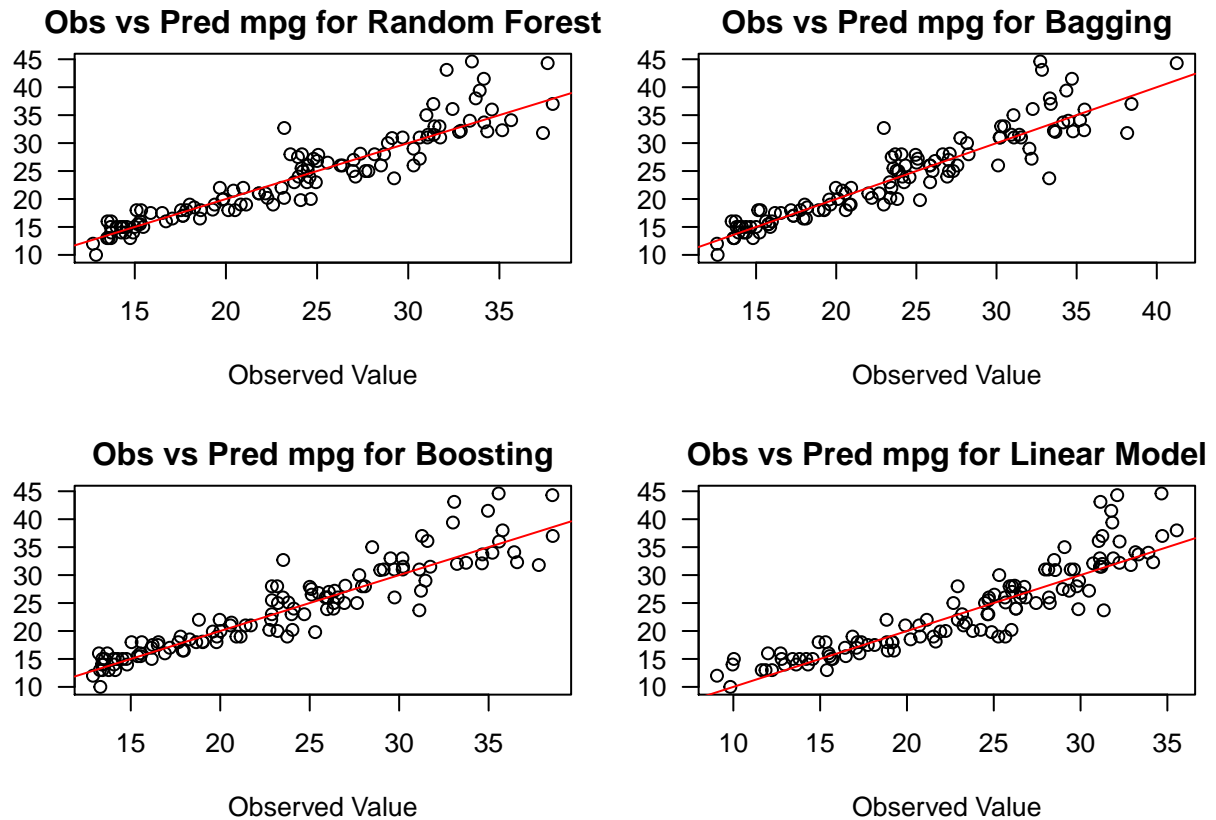 Obs vs Pred mpg for Random Forest
45
40
35
30
25
20
15
10
15 20 25 30 35
Observed Value
Obs vs Pred mpg for Bagging
45
40
35
30
25
20
15
10
15 20 25 30 35 40
Observed Value
Obs vs Pred mpg for Boosting
45
40
35
30
25
20
15
10
15 20 25 30 35
Observed Value
Obs vs Pred mpg for Linear Model
45
40
35
30
25
20
15
10
10 15 20 25 30 35
Observed Value